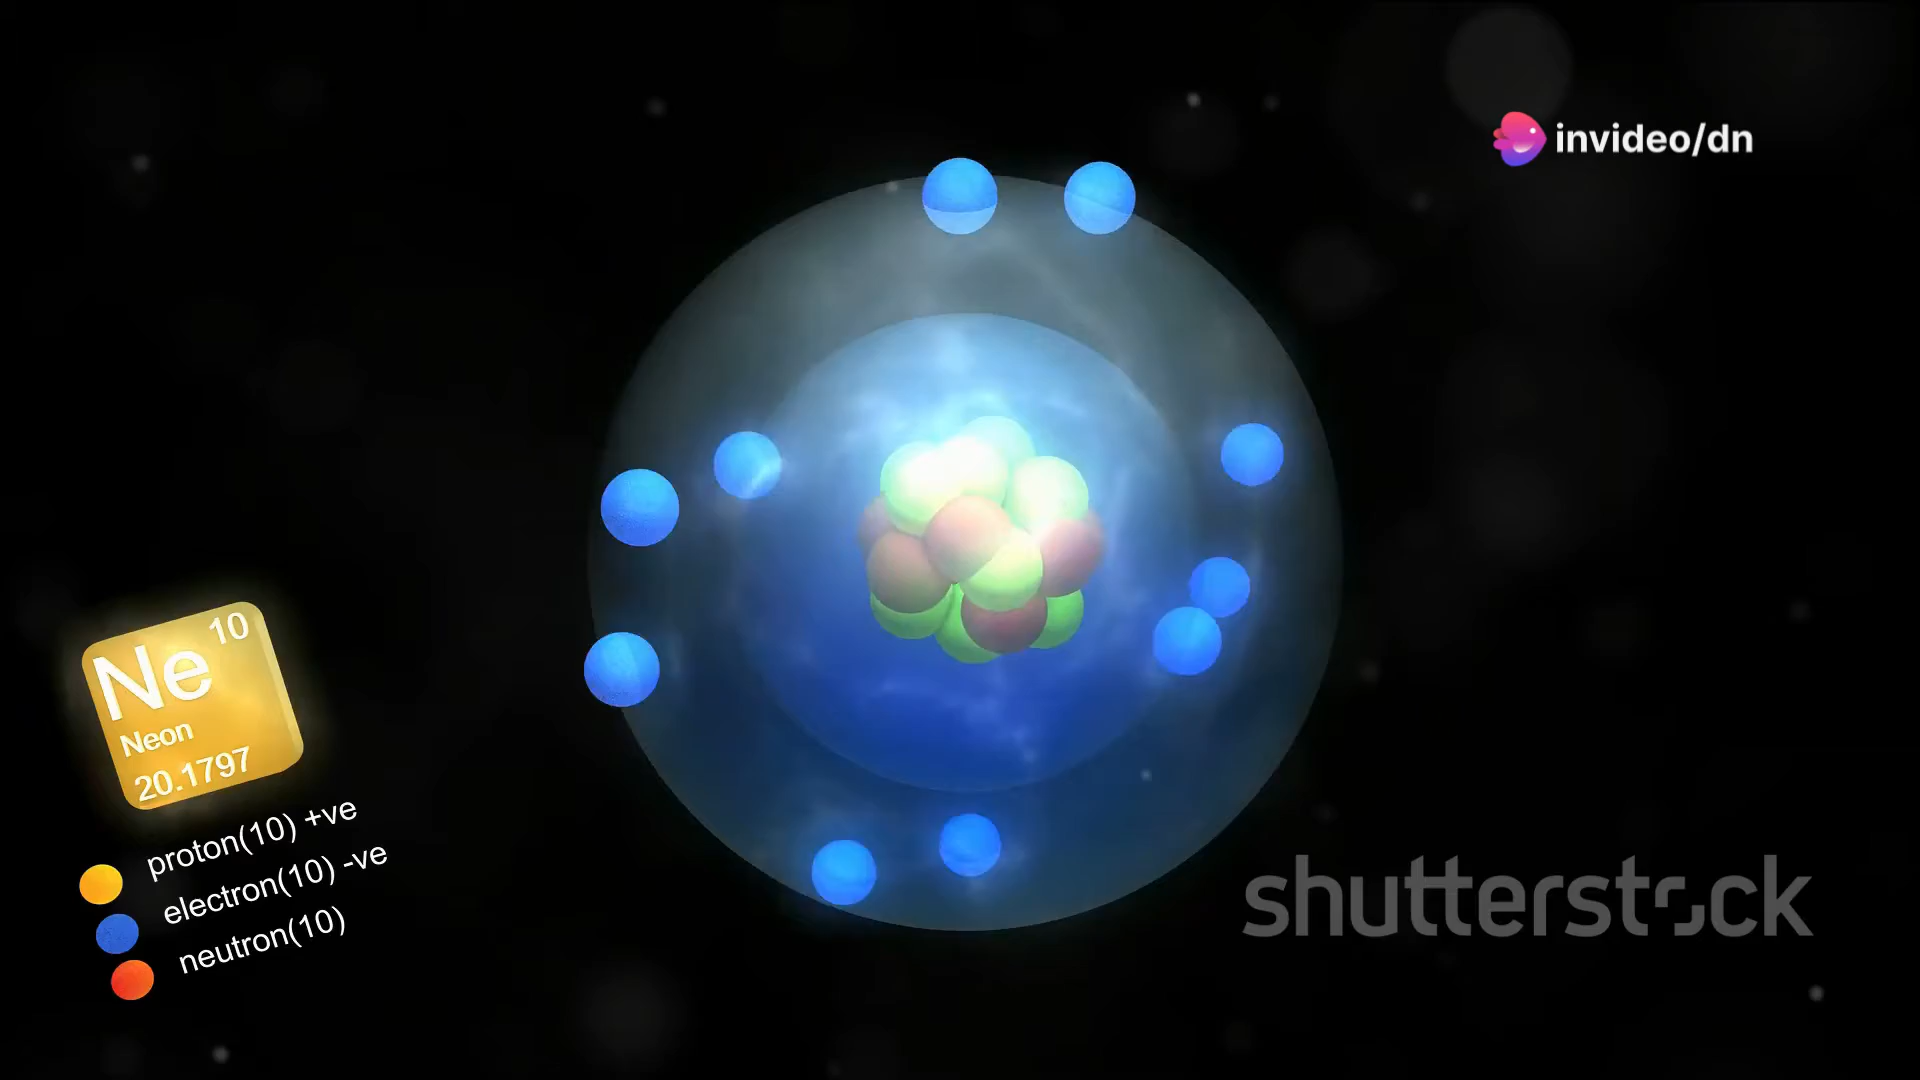 invideo/dn
Ne 10
Neon
20.1797
proton(10) +ve
electron(10) -ve
neutron(10)
shutterstock